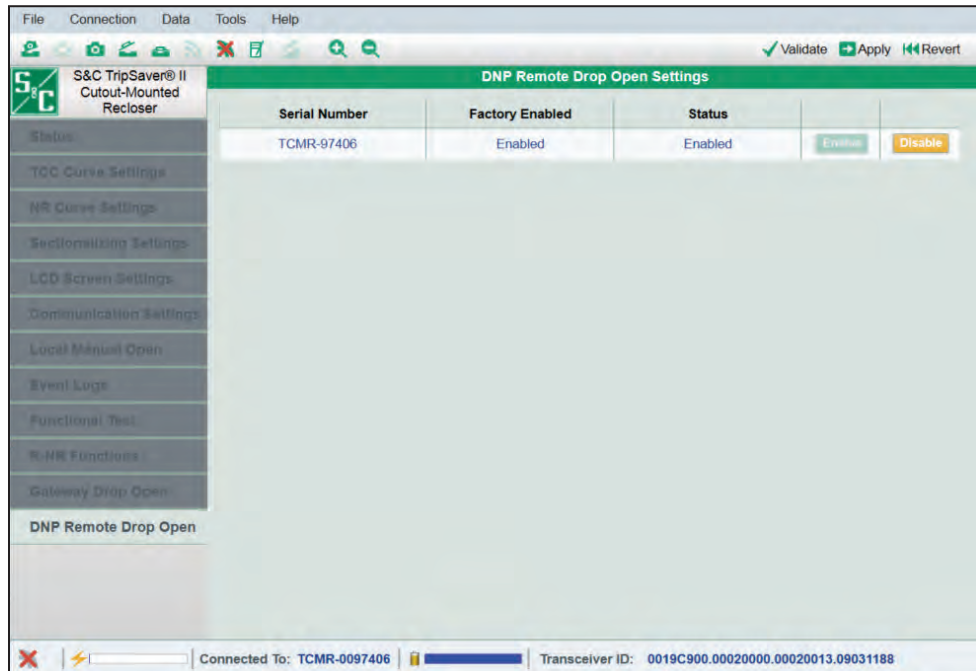 File Connection Data Tools Help
Validate Apply Revert
S&C
S&C TripSaver® II
Cutout-Mounted
Recloser
DNP Remote Drop Open Settings
Serial Number Factory Enabled Status
TCMR-97406 Enabled Enabled Enable Disable
Status
TCC Curve Settings
NR Curve Settings
Sectionalizing Settings
LCD Screen Settings
Communication Settings
Local Manual Open
Event Logs
Functional Test
R-NR Functions
Gateway Drop Open
DNP Remote Drop Open
Connected To: TCMR-0097406 Transceiver ID: 0019C900.00020000.00020013.09031188